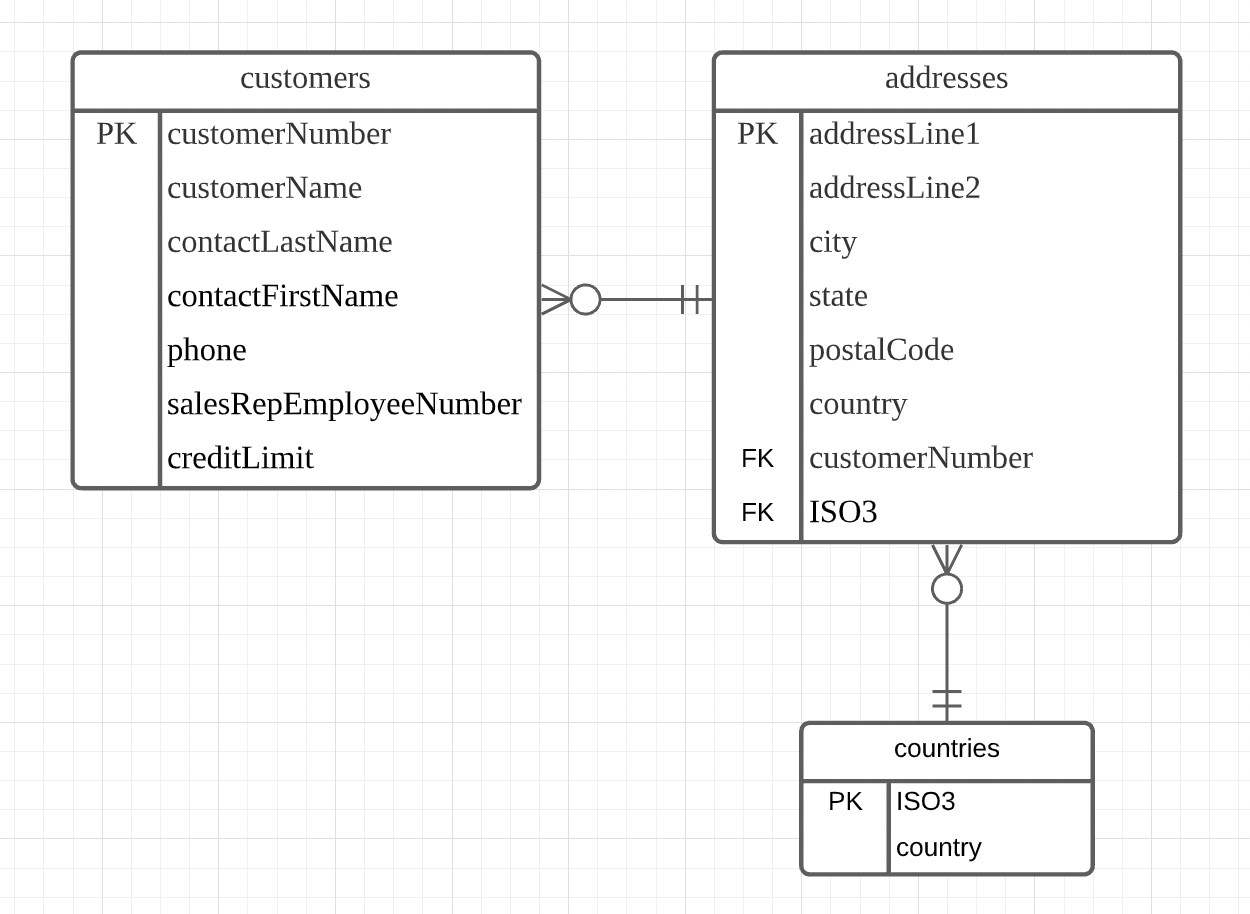 customers
PK customerNumber
customerName
contactLastName
contactFirstName
phone
salesRepEmployeeNumber
creditLimit
addresses
PK addressLine1
addressLine2
city
state
postalCode
country
FK customerNumber
FK ISO3
countries
PK ISO3
country